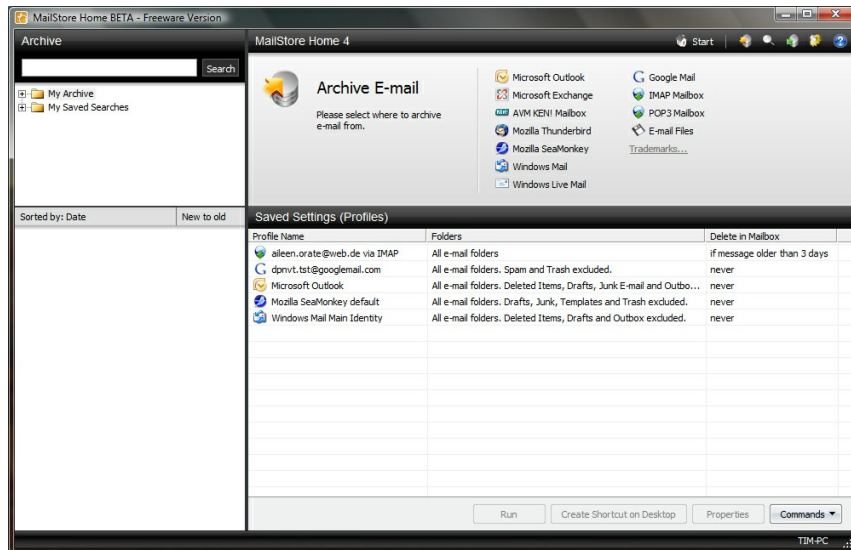 MailStore Home BETA - Freeware Version
Archive
MailStore Home 4
Start
Search
My Archive
My Saved Searches
Archive E-mail
Please select where to archive
e-mail from.
Microsoft Outlook
Microsoft Exchange
AVM KEN! Mailbox
Mozilla Thunderbird
Mozilla SeaMonkey
Windows Mail
Windows Live Mail
Google Mail
IMAP Mailbox
POP3 Mailbox
E-mail Files
Trademarks...
Sorted by: Date New to old
Saved Settings (Profiles)
Profile Name Folders Delete in Mailbox
aileen.orate@web.de via IMAP All e-mail folders if message older than 3 days
dpnvt.tst@googlemail.com All e-mail folders. Spam and Trash excluded. never
Microsoft Outlook All e-mail folders. Deleted Items, Drafts, Junk E-mail and Outbo... never
Mozilla SeaMonkey default All e-mail folders. Drafts, Junk, Templates and Trash excluded. never
Windows Mail Main Identity All e-mail folders. Deleted Items, Drafts and Outbox excluded. never
Run Create Shortcut on Desktop Properties Commands
TIM-PC